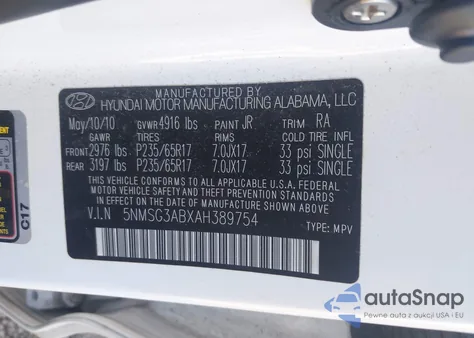 MANUFACTURED BY
HYUNDAI MOTOR MANUFACTURING ALABAMA, LLC
May/10/10 GVWR 4916 lbs PAINT JR TRIM RA
GAWR TIRES RIMS COLD TIRE INFL
FRONT 2976 lbs P235/65R17 7.0JX17 33 psi SINGLE
REAR 3197 lbs P235/65R17 7.0JX17 33 psi SINGLE
THIS VEHICLE CONFORMS TO ALL APPLICABLE U.S.A. FEDERAL
MOTOR VEHICLE SAFETY AND THEFT PREVENTION STANDARDS
IN EFFECT ON THE DATE OF MANUFACTURE SHOWN ABOVE.
V.I.N 5NMSG3ABXAH389754
TYPE: MPV
C17
autoSnap
Pewne auta z aukcji USA - EU